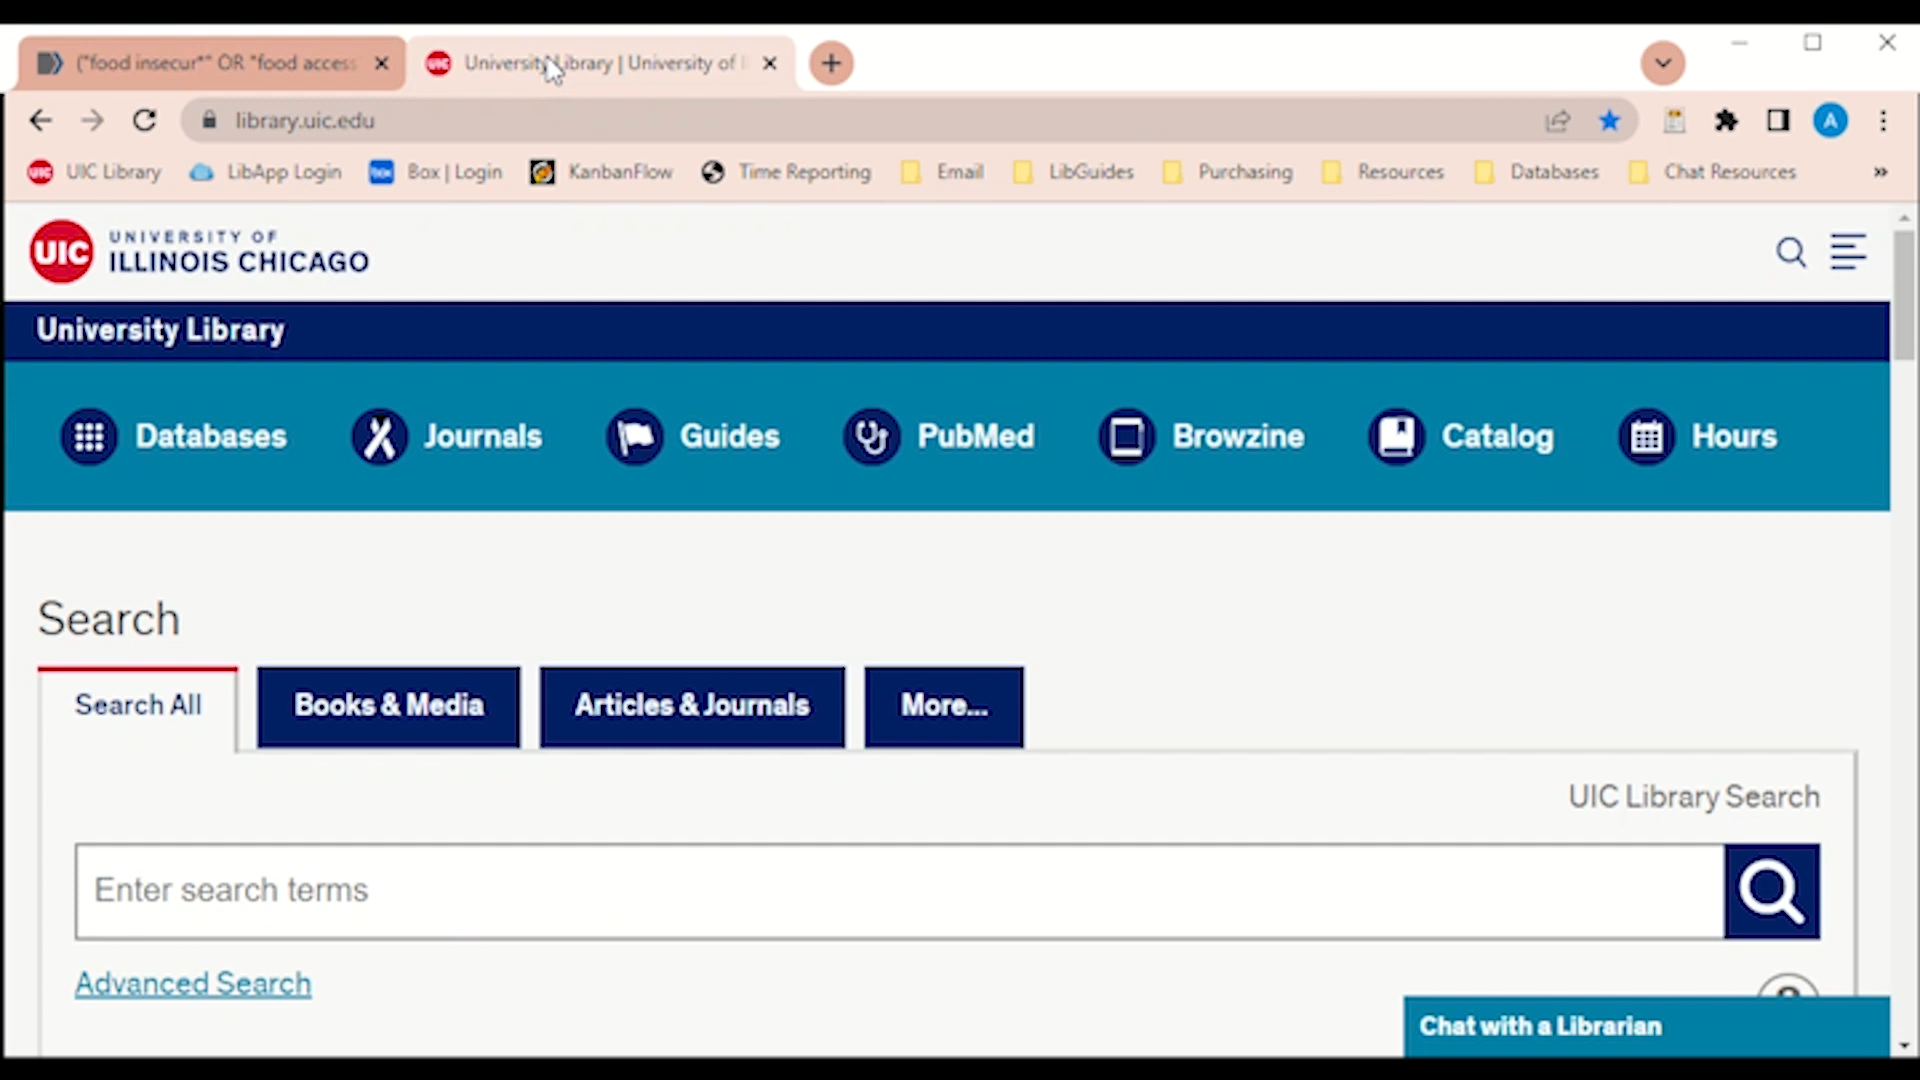 ("food insecur*" OR "food access
University Library | University of I
library.uic.edu
A
UIC UIC Library LibApp Login box Box | Login KanbanFlow Time Reporting Email LibGuides Purchasing Resources Databases Chat Resources »
UIC UNIVERSITY OF
ILLINOIS CHICAGO
University Library
Databases Journals Guides PubMed Browzine Catalog Hours
Search
Search All Books & Media Articles & Journals More...
UIC Library Search
Enter search terms
Advanced Search
Chat with a Librarian